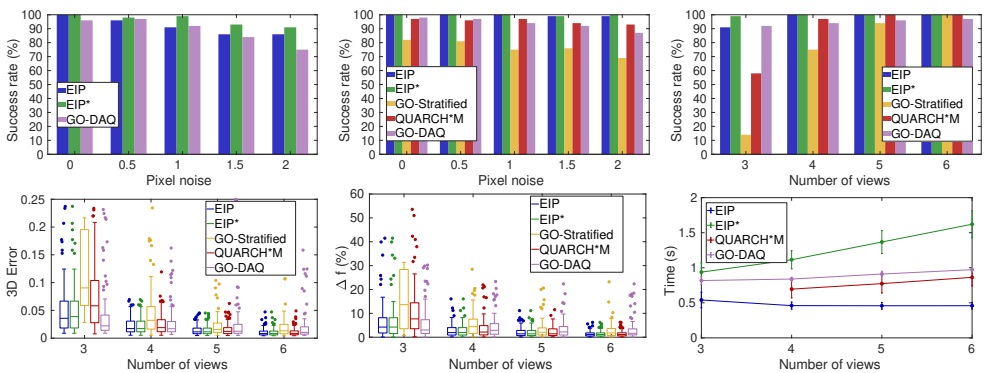 Success rate (%)
100
90
80
70
60
50
40
30
20
10
0
EIP
EIP*
GO-DAQ
0 0.5 1 1.5 2
Pixel noise
Success rate (%)
100
90
80
70
60
50
40
30
20
10
0
EIP
EIP*
GO-Stratified
QUARCH*M
GO-DAQ
0 0.5 1 1.5 2
Pixel noise
Success rate (%)
100
90
80
70
60
50
40
30
20
10
0
EIP
EIP*
GO-Stratified
QUARCH*M
GO-DAQ
3 4 5 6
Number of views
3D Error
0.25
0.2
0.15
0.1
0.05
0
EIP
EIP*
GO-Stratified
QUARCH*M
GO-DAQ
3 4 5 6
Number of views
Δ f (%)
60
50
40
30
20
10
0
EIP
EIP*
GO-Stratified
QUARCH*M
GO-DAQ
3 4 5 6
Number of views
Time (s)
2
1.5
1
0.5
0
EIP
EIP*
QUARCH*M
GO-DAQ
3 4 5 6
Number of views